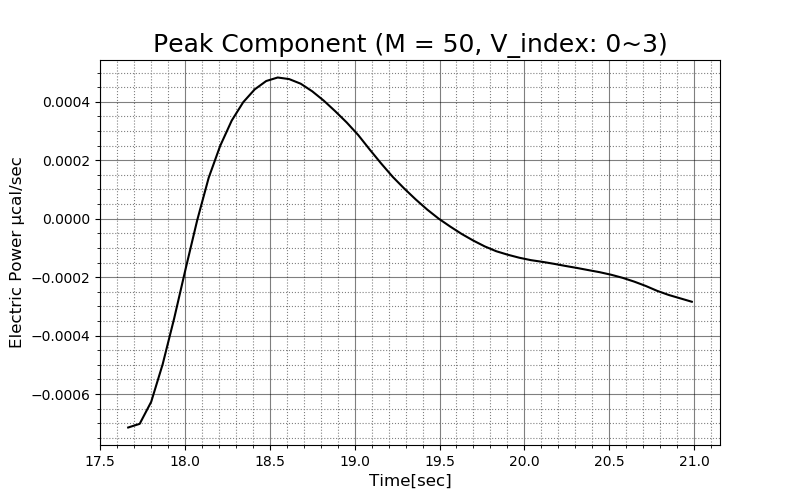 Peak Component (M = 50, V_index: 0~3)
Electric Power μcal/sec
0.0004
0.0002
0.0000
−0.0002
−0.0004
−0.0006
17.5 18.0 18.5 19.0 19.5 20.0 20.5 21.0
Time[sec]